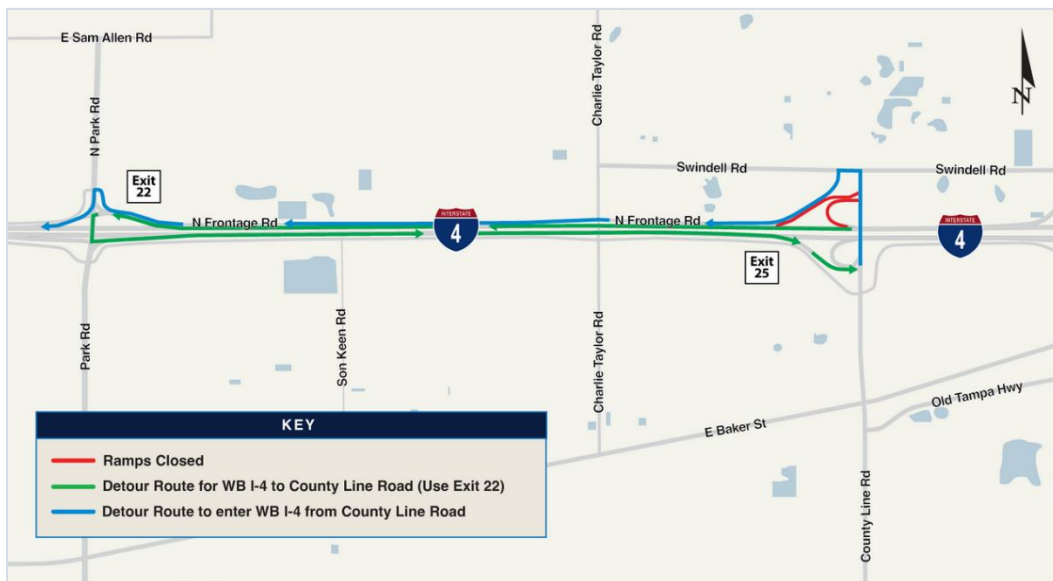 E Sam Allen Rd
N Park Rd
Charlie Taylor Rd
N
Swindell Rd
Swindell Rd
Exit
22
N Frontage Rd
INTERSTATE
4
N Frontage Rd
INTERSTATE
4
Exit
25
Park Rd
Son Keen Rd
Charlie Taylor Rd
Old Tampa Hwy
E Baker St
County Line Rd
KEY
Ramps Closed
Detour Route for WB I-4 to County Line Road (Use Exit 22)
Detour Route to enter WB I-4 from County Line Road